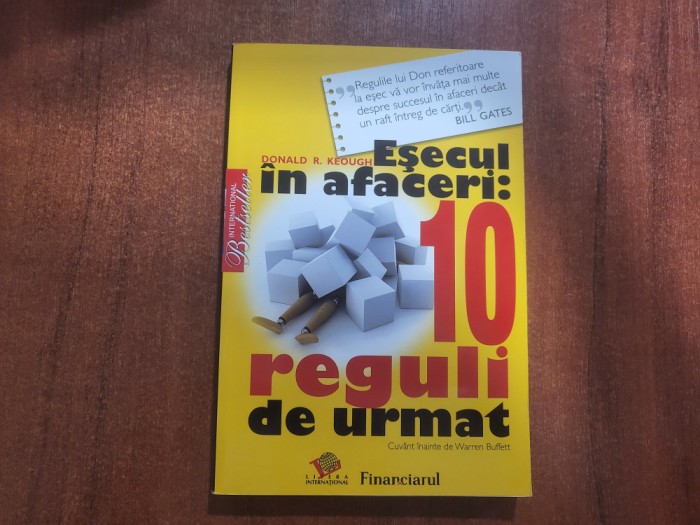 "Regulile lui Don referitoare
la eșec vă vor învăța mai multe
despre succesul în afaceri decât
un raft întreg de cărți."
BILL GATES
DONALD R. KEOUGH
Eșecul
în afaceri:
10
reguli
de urmat
Cuvânt înainte de Warren Buffett
INTERNATIONAL
Bestseller
LITERA
INTERNAȚIONAL
Financiarul